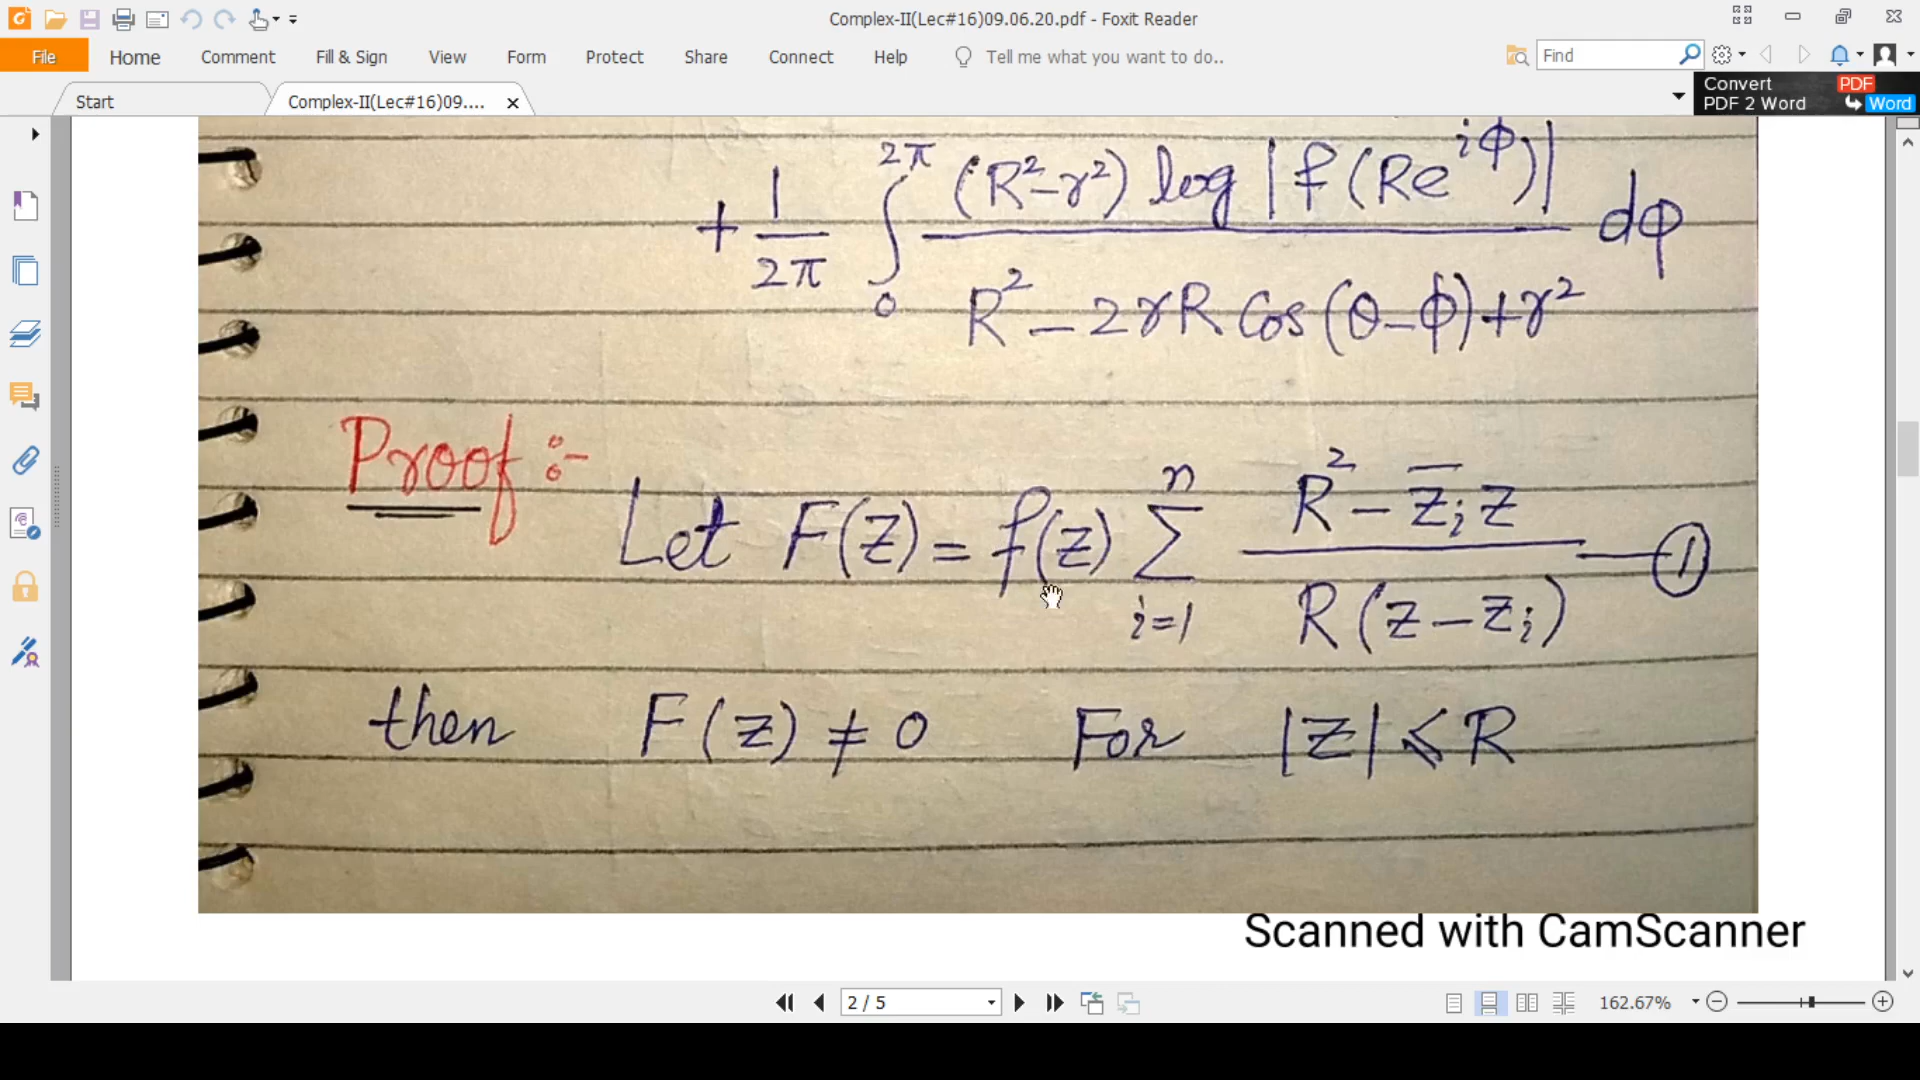 Complex-II(Lec#16)09.06.20.pdf - Foxit Reader
File Home Comment Fill & Sign View Form Protect Share Connect Help Tell me what you want to do.. Find
Start Complex-II(Lec#16)09.... Convert PDF 2 Word PDF Word
+ 1/2π ∫₀^{2π} (R²-r²) log |f(Re^{iφ})| / R² - 2rR Cos(θ-φ)+r² dφ
Proof :-
Let F(z) = f(z) Σ_{i=1}^{n} R² - z̄ᵢz / R(z-zᵢ) — ①
then F(z) ≠ 0 For |z| ≤ R
Scanned with CamScanner
2 / 5 162.67%